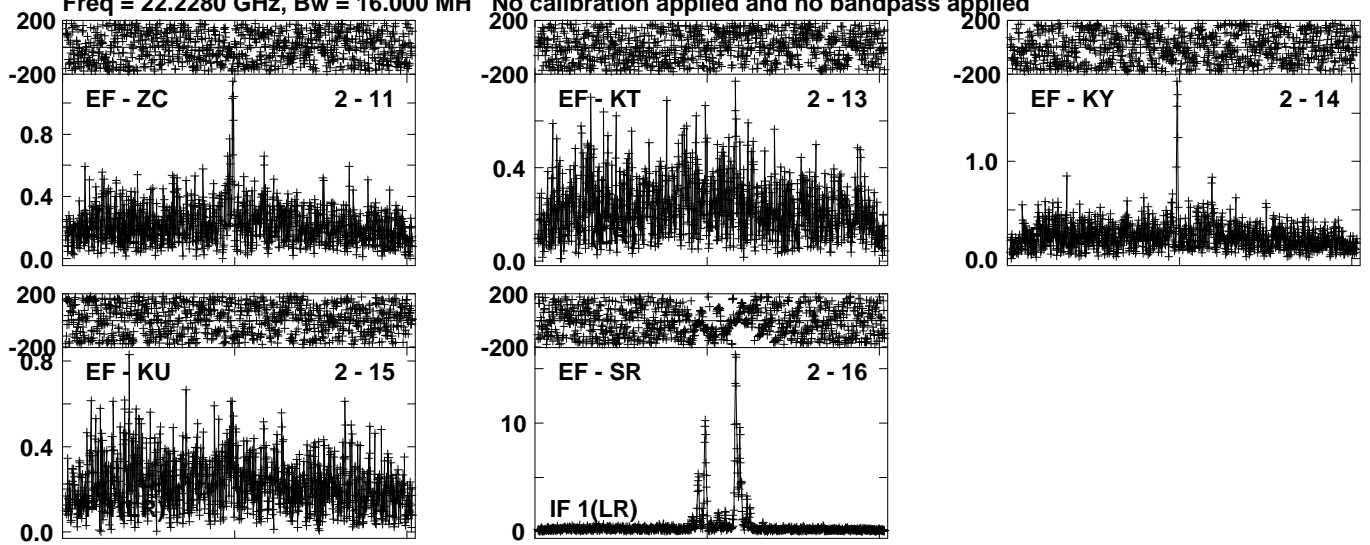 Freq = 22.2280 GHz, Bw = 16.000 MH No calibration applied and no bandpass applied
200
-200
EF - ZC 2 - 11
0.8
0.4
0.0
200
-200
EF - KT 2 - 13
0.4
0.0
200
-200
EF - KY 2 - 14
1.0
0.0
200
-200
0.8
EF - KU 2 - 15
0.4
(LR)
0.0
200
-200
EF - SR 2 - 16
10
IF 1(LR)
0